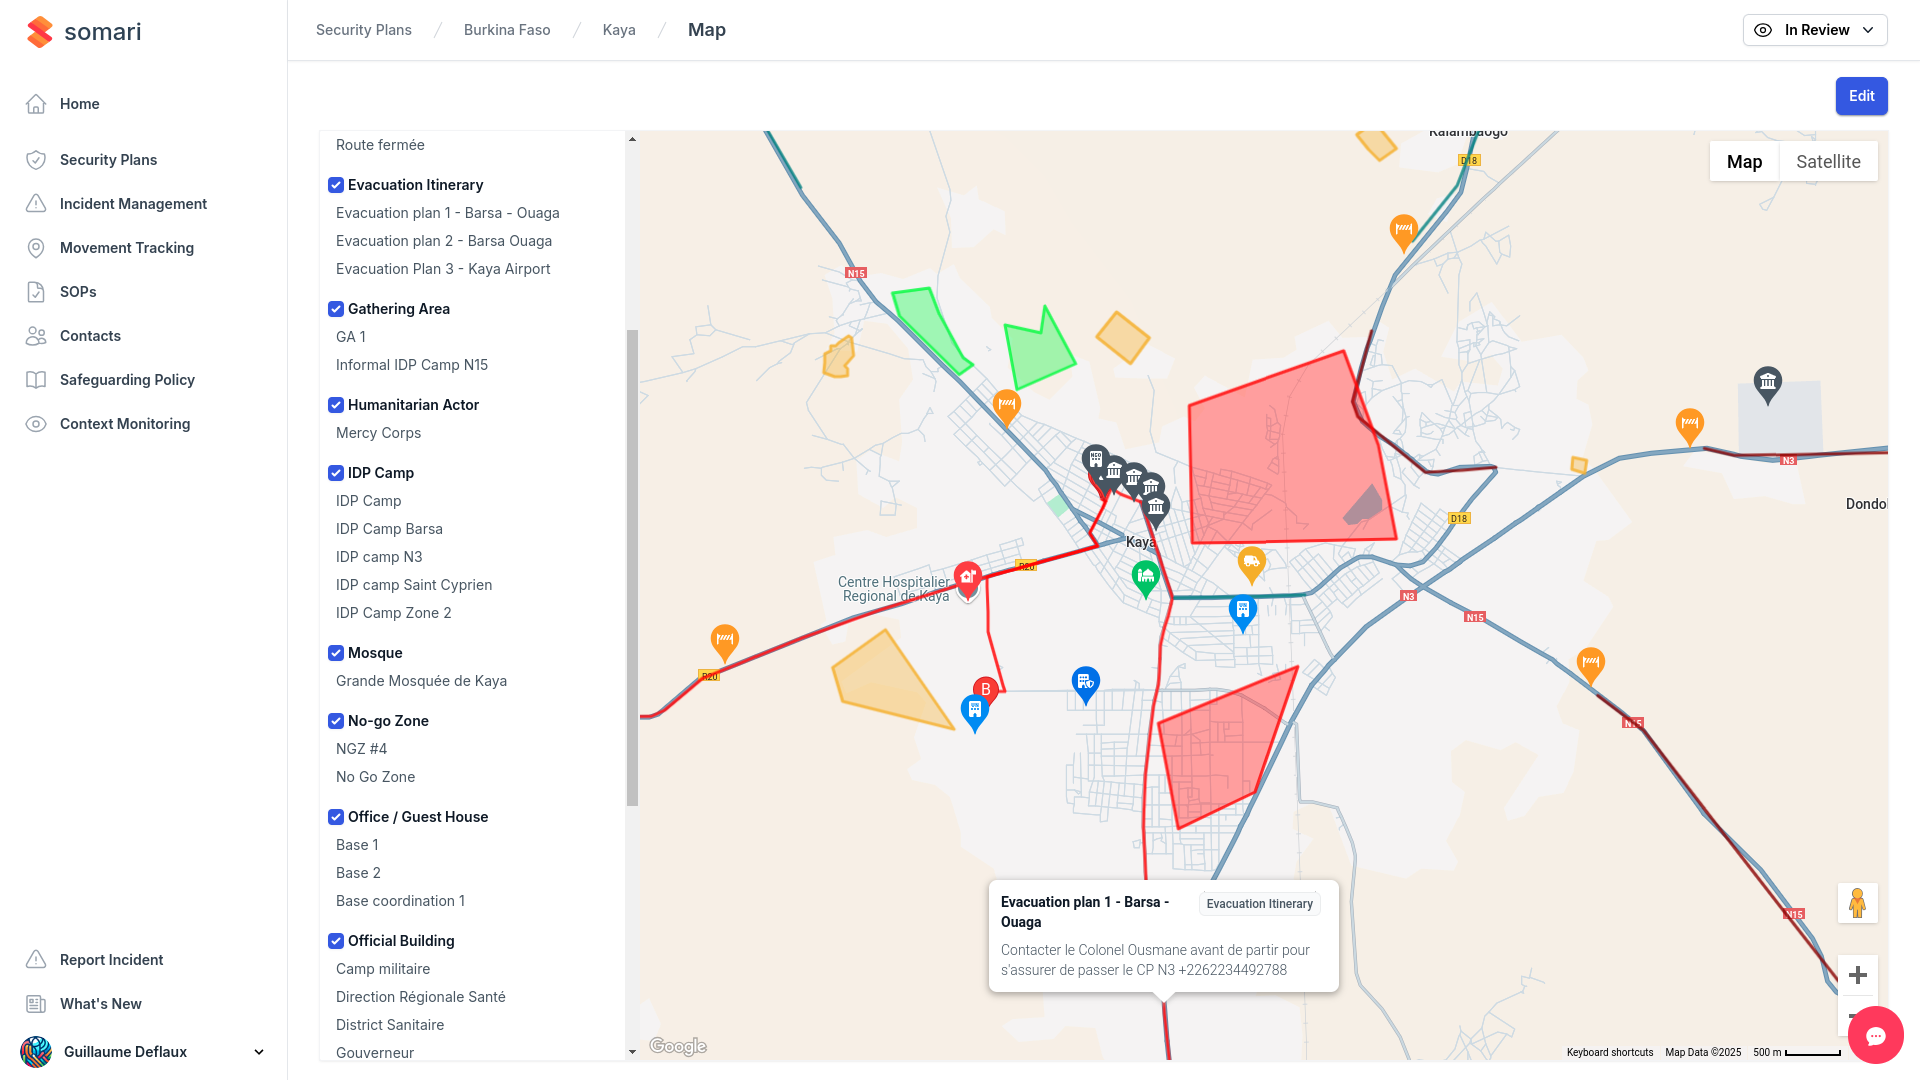 somari
Security Plans / Burkina Faso / Kaya / Map
In Review
Home
Security Plans
Incident Management
Movement Tracking
SOPs
Contacts
Safeguarding Policy
Context Monitoring
Report Incident
What's New
Guillaume Deflaux
Edit
Route fermée
Evacuation Itinerary
Evacuation plan 1 - Barsa - Ouaga
Evacuation plan 2 - Barsa Ouaga
Evacuation Plan 3 - Kaya Airport
Gathering Area
GA 1
Informal IDP Camp N15
Humanitarian Actor
Mercy Corps
IDP Camp
IDP Camp
IDP Camp Barsa
IDP camp N3
IDP camp Saint Cyprien
IDP Camp Zone 2
Mosque
Grande Mosquée de Kaya
No-go Zone
NGZ #4
No Go Zone
Office / Guest House
Base 1
Base 2
Base coordination 1
Official Building
Camp militaire
Direction Régionale Santé
District Sanitaire
Gouverneur
Kalambaogo
D18
Map
Satellite
N15
NGO
N3
Dondo
D18
Kaya
R20
Centre Hospitalier
Regional de Kaya
N3
UN
N15
R20
B
UN
N15
Evacuation plan 1 - Barsa -
Ouaga
Evacuation Itinerary
Contacter le Colonel Ousmane avant de partir pour
s'assurer de passer le CP N3 +2262234492788
N15
Google
Keyboard shortcuts
Map Data ©2025
500 m